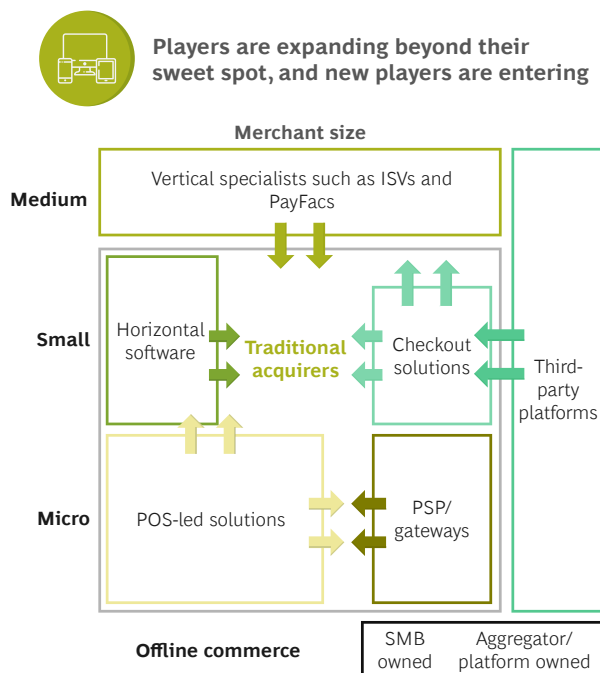 Players are expanding beyond their
sweet spot, and new players are entering
Merchant size
Medium
Vertical specialists such as ISVs and
PayFacs
Small
Horizontal
software
Traditional
acquirers
Checkout
solutions
Third-
party
platforms
Micro
POS-led solutions
PSP/
gateways
Offline commerce
SMB
owned
Aggregator/
platform owned